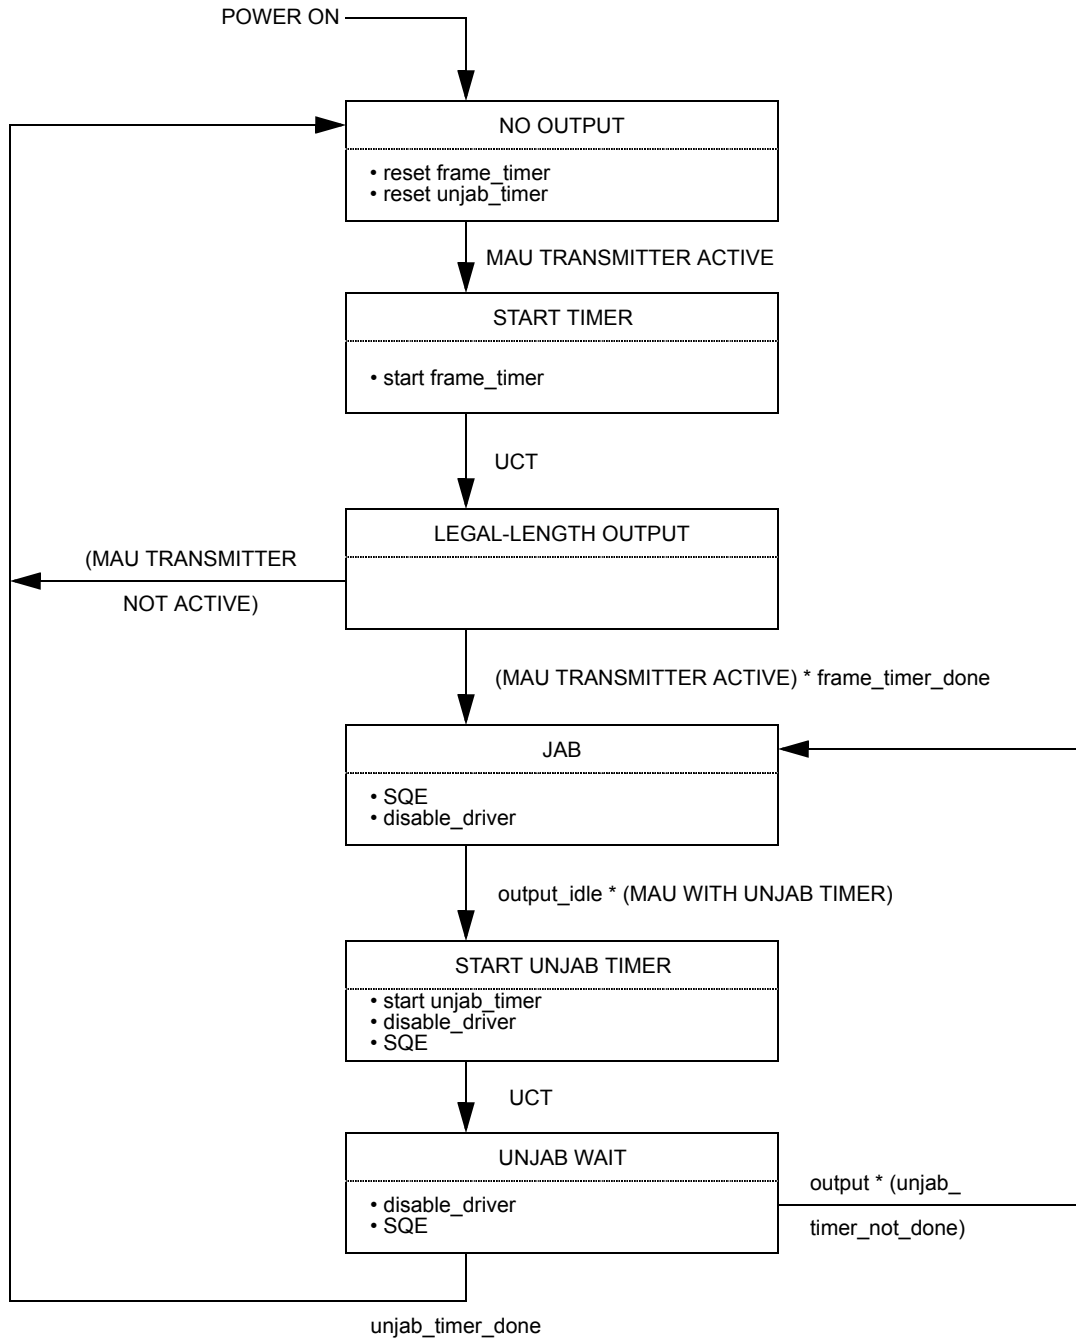 POWER ON
NO OUTPUT
• reset frame_timer
• reset unjab_timer
MAU TRANSMITTER ACTIVE
START TIMER
• start frame_timer
UCT
LEGAL-LENGTH OUTPUT
(MAU TRANSMITTER
NOT ACTIVE)
(MAU TRANSMITTER ACTIVE) * frame_timer_done
JAB
• SQE
• disable_driver
output_idle * (MAU WITH UNJAB TIMER)
START UNJAB TIMER
• start unjab_timer
• disable_driver
• SQE
UCT
UNJAB WAIT
• disable_driver
• SQE
output * (unjab_
timer_not_done)
unjab_timer_done